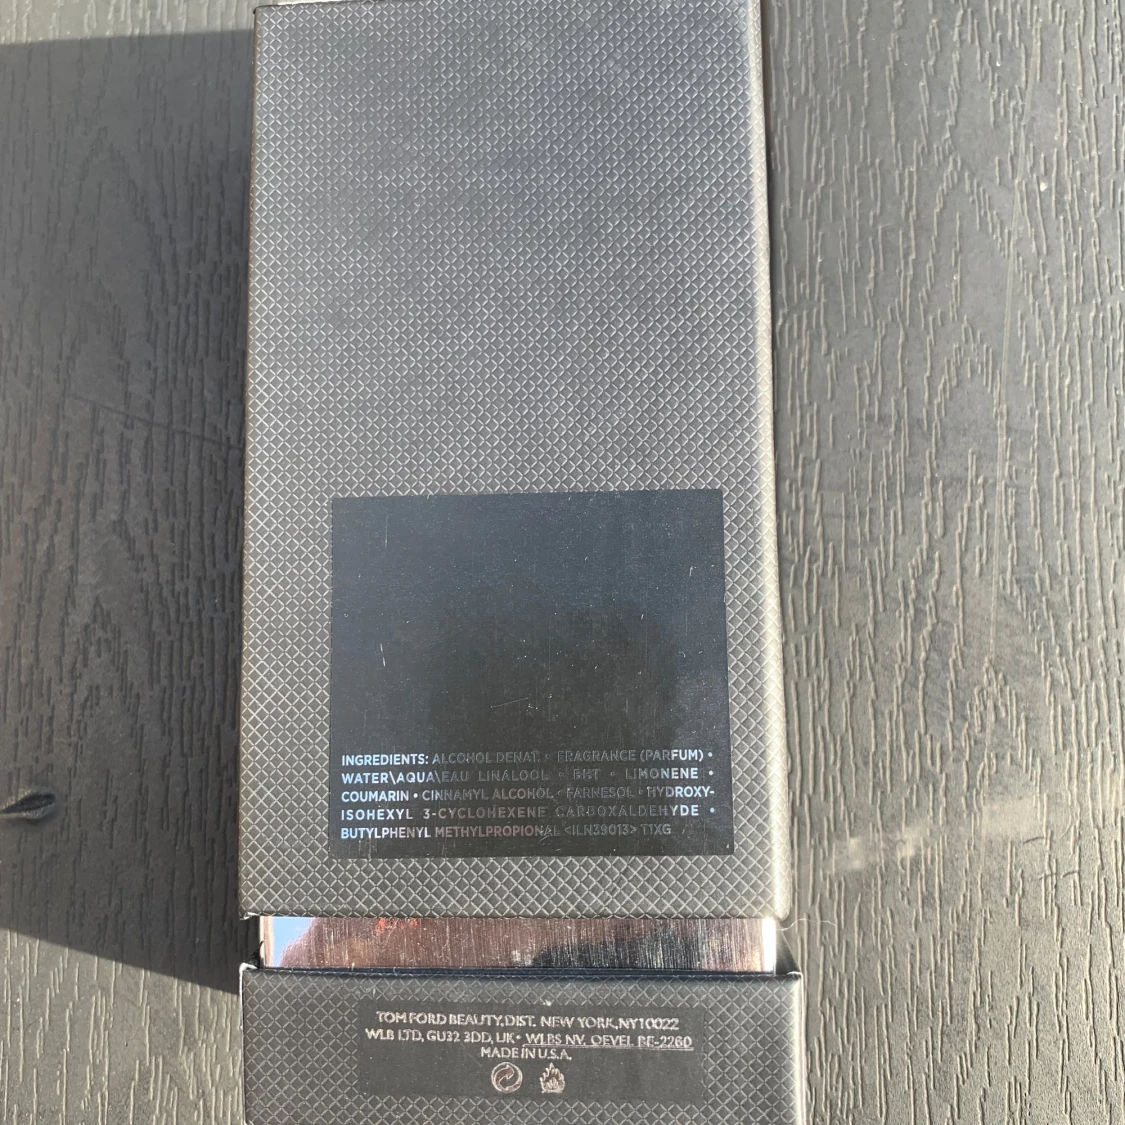 INGREDIENTS: ALCOHOL DENAT. • FRAGRANCE (PARFUM) •
WATER\AQUA\EAU LINALOOL • BHT • LIMONENE •
COUMARIN • CINNAMYL ALCOHOL • FARNESOL • HYDROXY-
ISOHEXYL 3-CYCLOHEXENE CARBOXALDEHYDE •
BUTYLPHENYL METHYLPROPIONAL <ILN39013> T1XG
TOM FORD BEAUTY, DIST. NEW YORK, NY10022
WLB LTD, GU32 3DD, UK • WLBS NV. OEVEL BE-2260
MADE IN U.S.A.